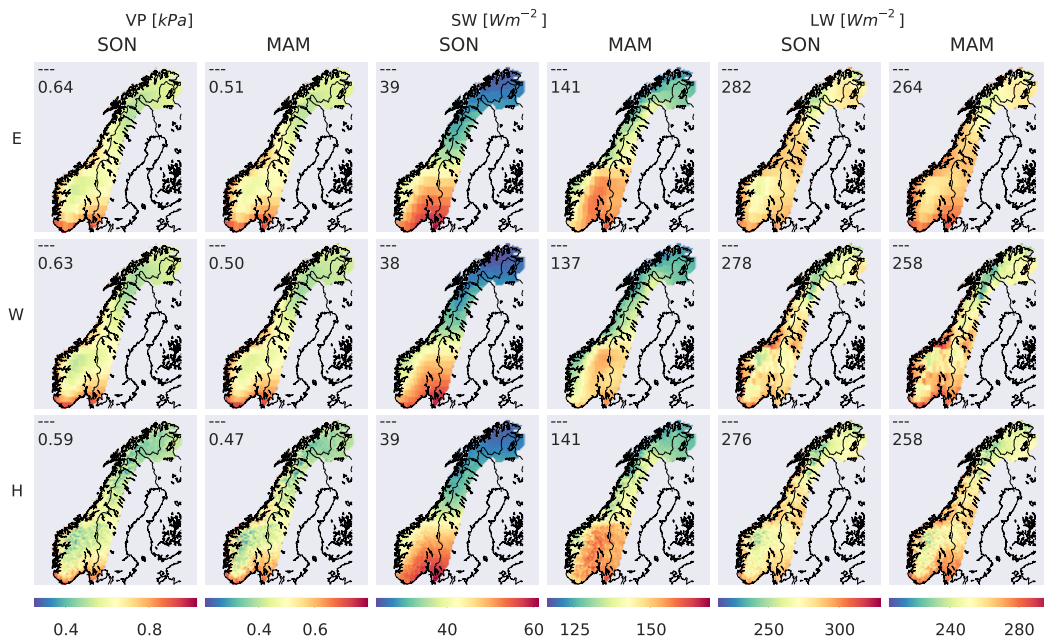 VP [kPa] SW [Wm⁻²] LW [Wm⁻²]
SON MAM SON MAM SON MAM
--- --- --- --- --- ---
0.64 0.51 39 141 282 264
E
--- --- --- --- --- ---
0.63 0.50 38 137 278 258
W
--- --- --- --- --- ---
0.59 0.47 39 141 276 258
H
0.4 0.8 0.4 0.6 40 60 125 150 250 300 240 280